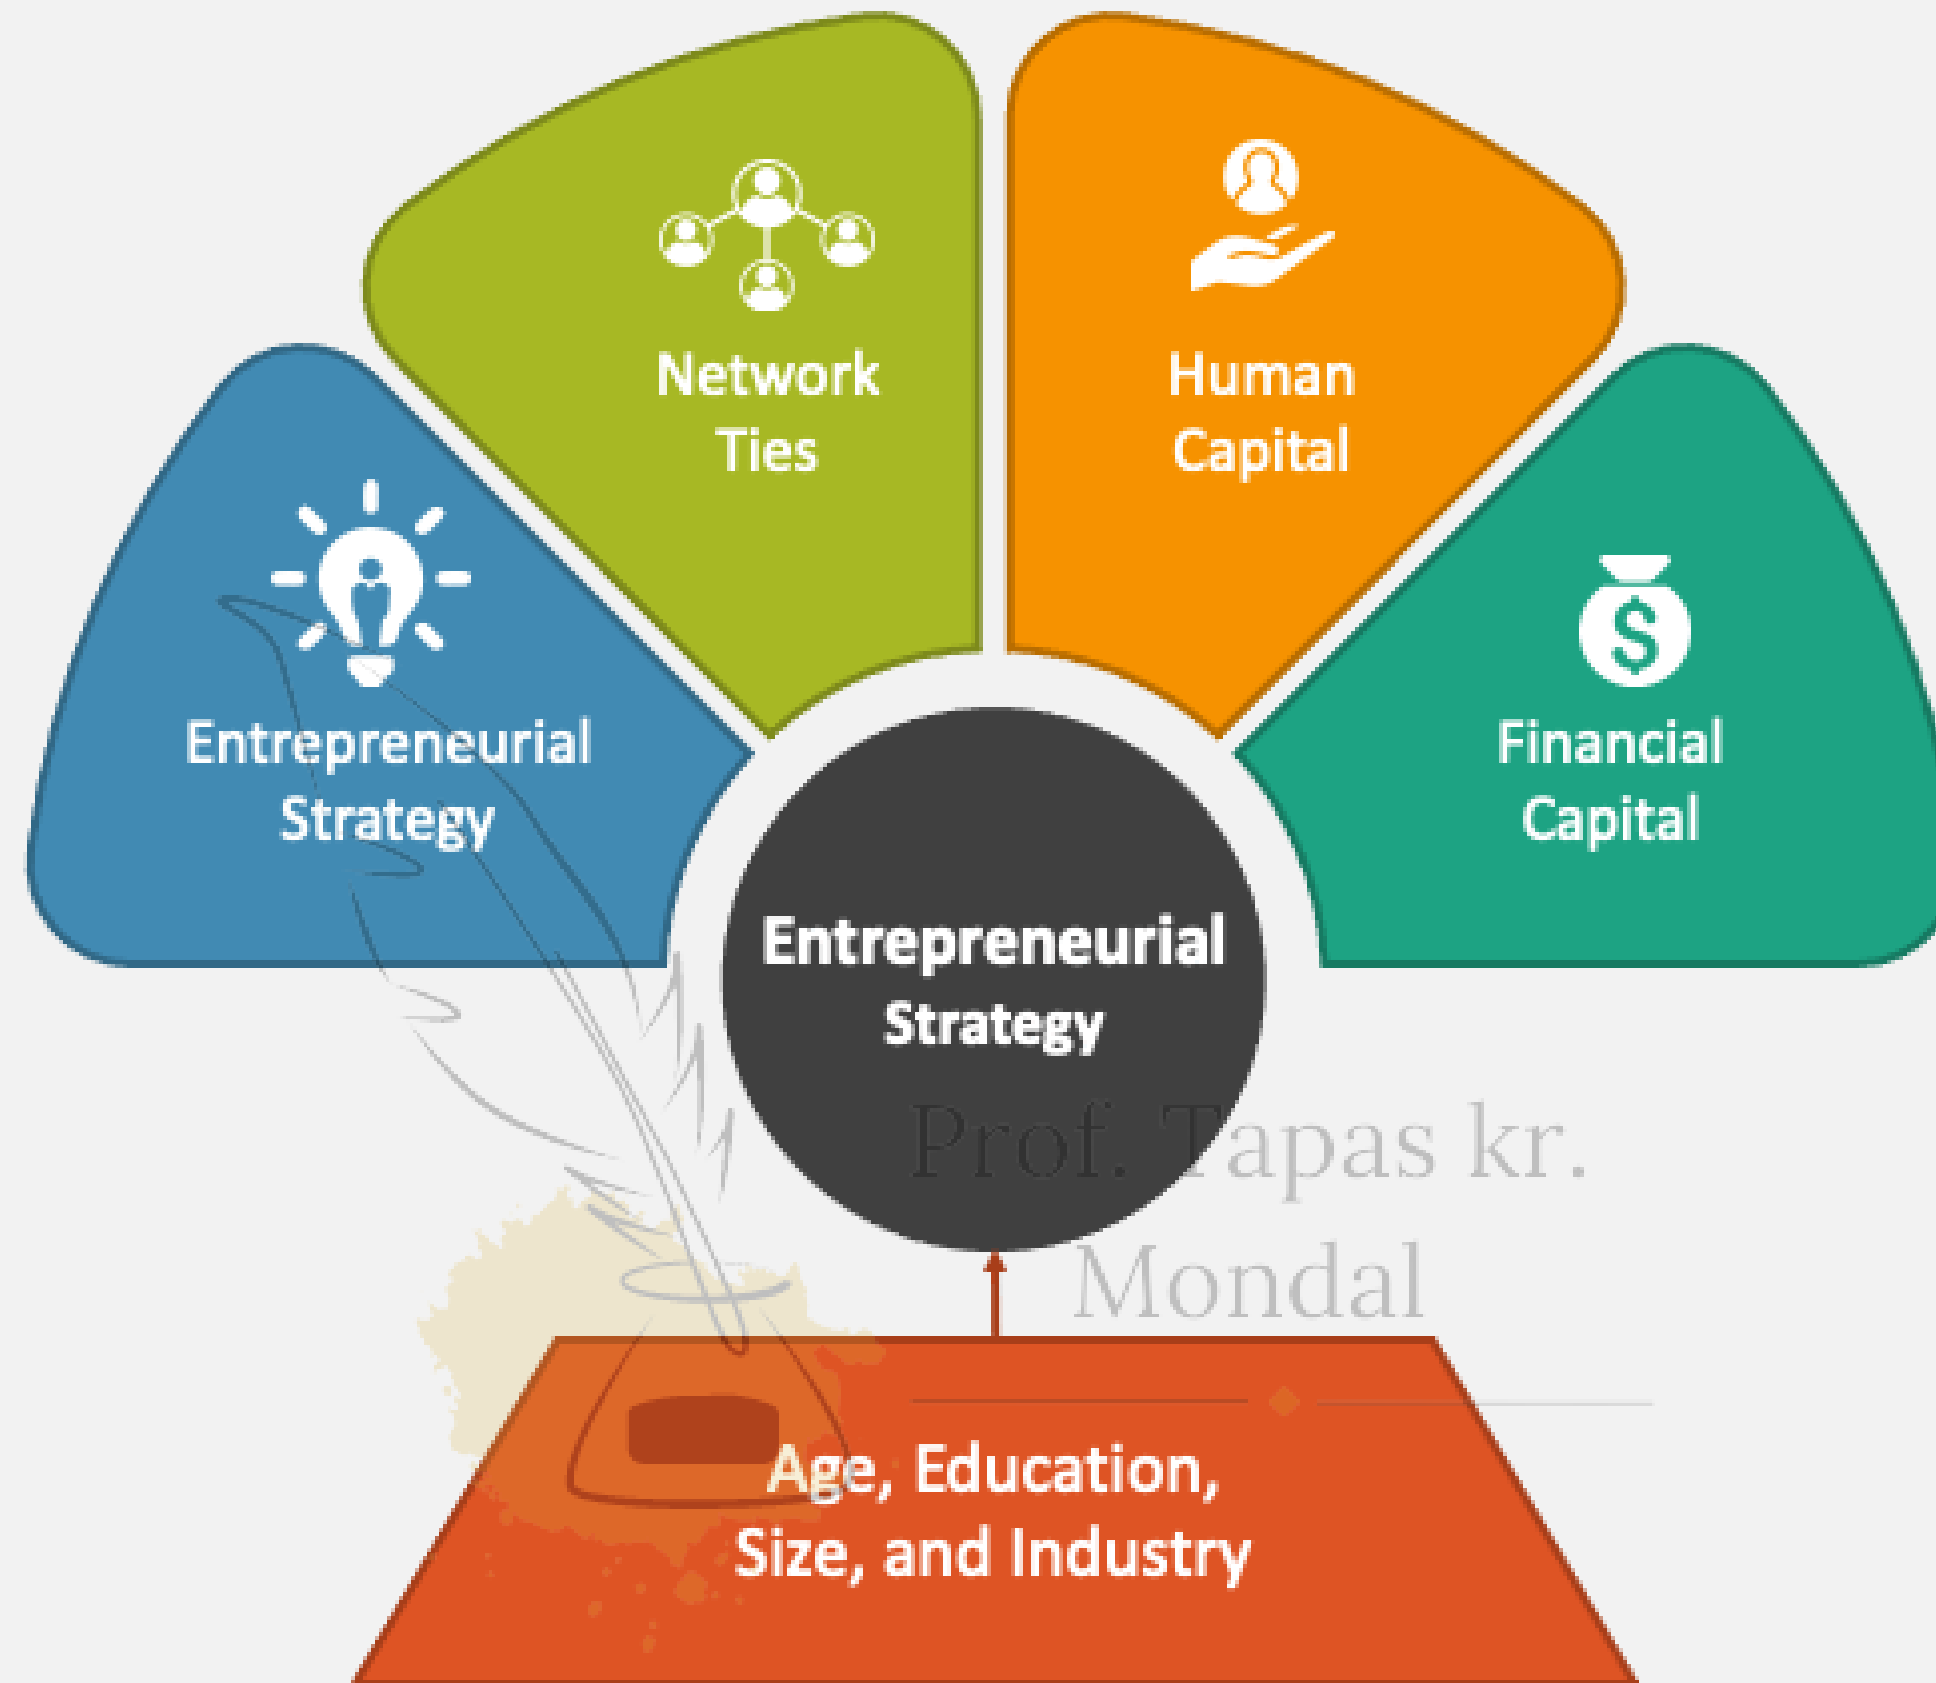 Network
Ties
Human
Capital
Entrepreneurial
Strategy
$
Financial
Capital
Entrepreneurial
Strategy
Prof. Tapas kr.
Mondal
Age, Education,
Size, and Industry